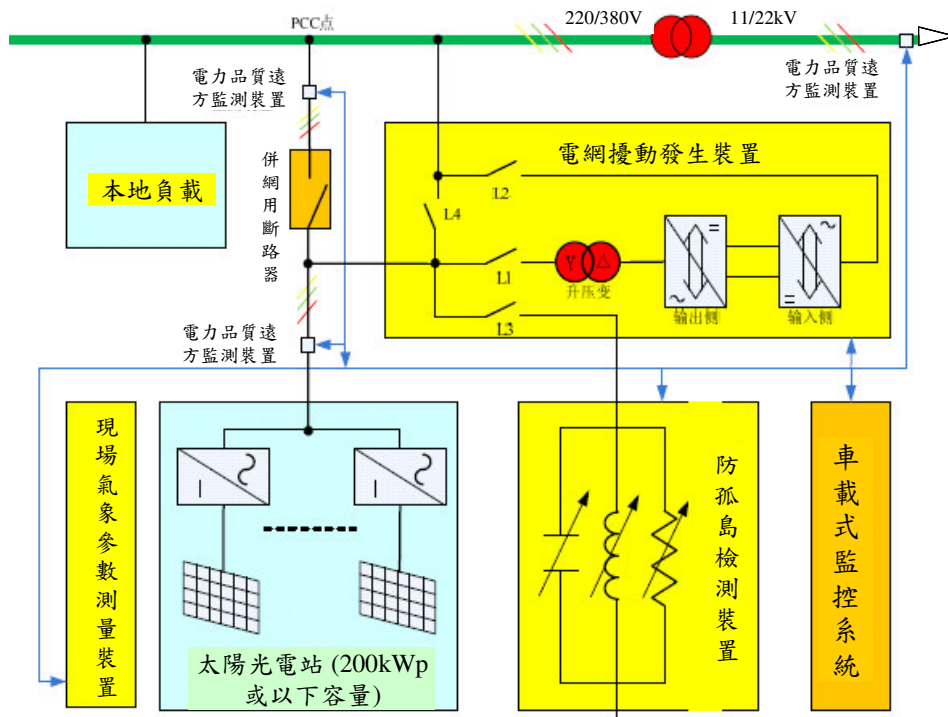 PCC点
220/380V
11/22kV
電力品質遠
方監測裝置
電力品質遠
方監測裝置
本地負載
併網用斷路器
電網擾動發生裝置
L2
L4
L1
L3
Y
Δ
升压变
=
~
输出侧
~
=
输入侧
電力品質遠
方監測裝置
現場氣象參數測量裝置
太陽光電站 (200kWp
或以下容量)
防孤島檢測裝置
車載式監控系統